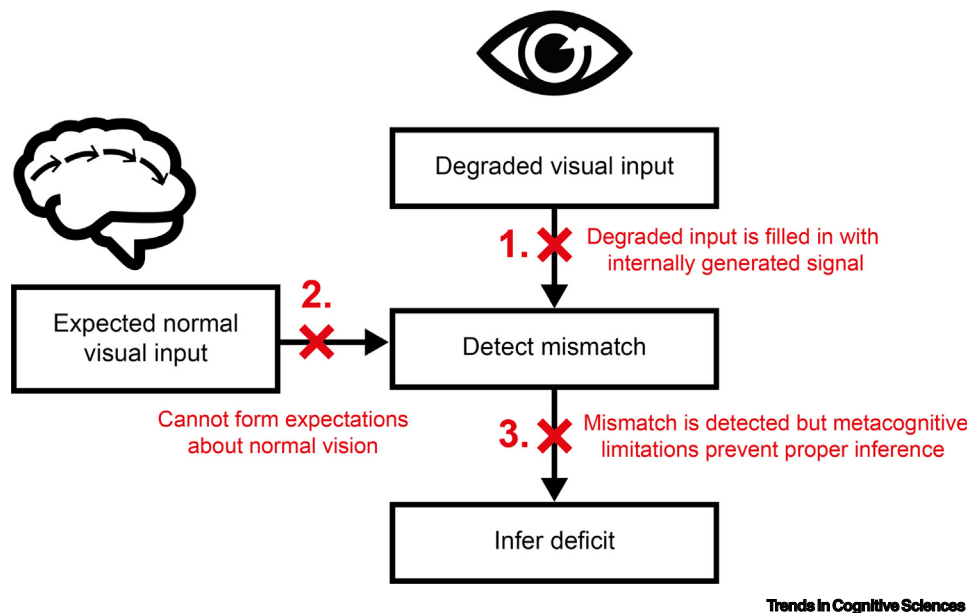 Degraded visual input
1.
Degraded input is filled in with
internally generated signal
2.
Expected normal
visual input
Detect mismatch
Cannot form expectations
about normal vision
3.
Mismatch is detected but metacognitive
limitations prevent proper inference
Infer deficit
Trends in Cognitive Sciences